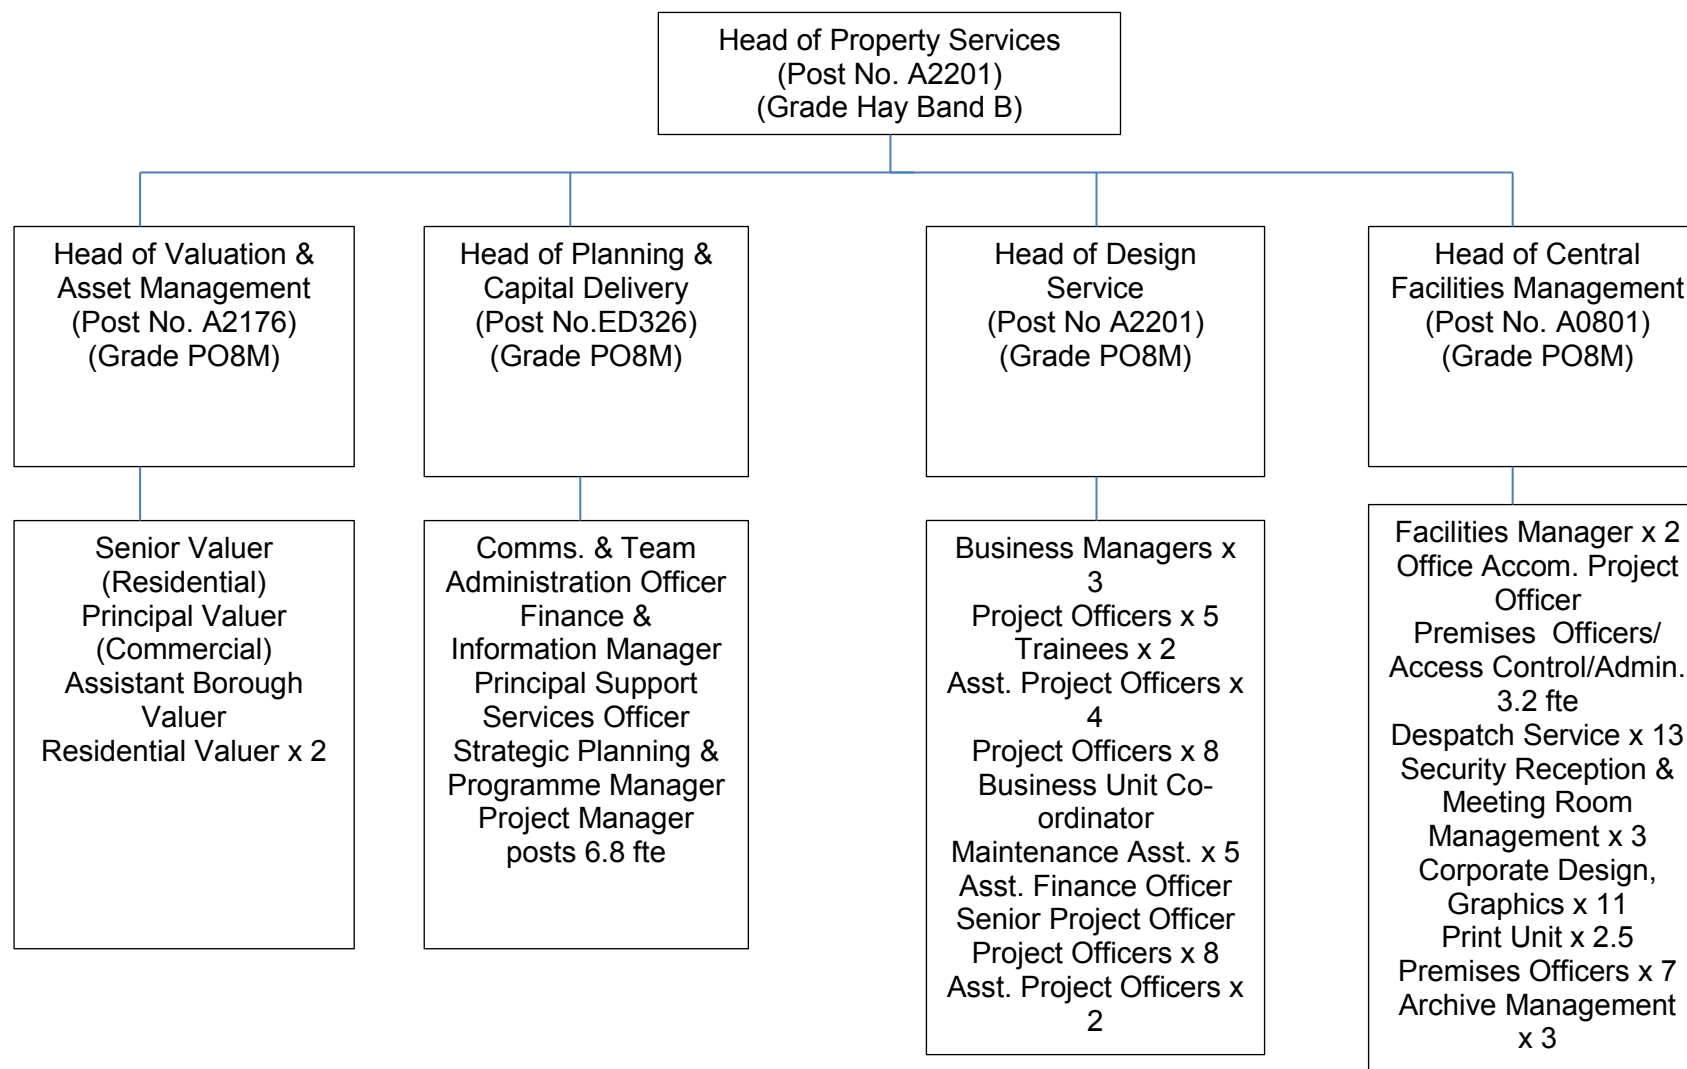 Head of Property Services
(Post No. A2201)
(Grade Hay Band B)
Head of Valuation &
Asset Management
(Post No. A2176)
(Grade PO8M)
Head of Planning &
Capital Delivery
(Post No.ED326)
(Grade PO8M)
Head of Design
Service
(Post No A2201)
(Grade PO8M)
Head of Central
Facilities Management
(Post No. A0801)
(Grade PO8M)
Senior Valuer
(Residential)
Principal Valuer
(Commercial)
Assistant Borough
Valuer
Residential Valuer x 2
Comms. & Team
Administration Officer
Finance &
Information Manager
Principal Support
Services Officer
Strategic Planning &
Programme Manager
Project Manager
posts 6.8 fte
Business Managers x
3
Project Officers x 5
Trainees x 2
Asst. Project Officers x
4
Project Officers x 8
Business Unit Co-
ordinator
Maintenance Asst. x 5
Asst. Finance Officer
Senior Project Officer
Project Officers x 8
Asst. Project Officers x
2
Facilities Manager x 2
Office Accom. Project
Officer
Premises  Officers/
Access Control/Admin.
3.2 fte
Despatch Service x 13
Security Reception &
Meeting Room
Management x 3
Corporate Design,
Graphics x 11
Print Unit x 2.5
Premises Officers x 7
Archive Management
x 3